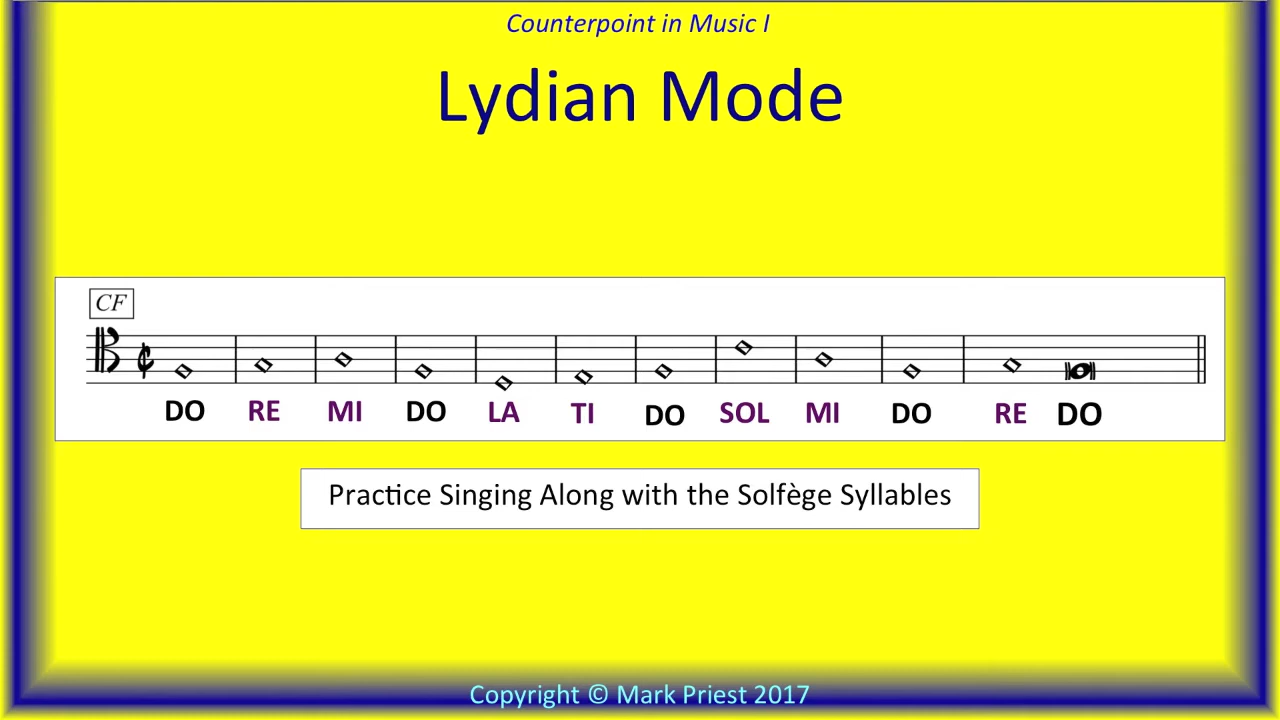 Counterpoint in Music I
Lydian Mode
CF
DO RE MI DO LA TI DO SOL MI DO RE DO
Practice Singing Along with the Solfège Syllables
Copyright © Mark Priest 2017